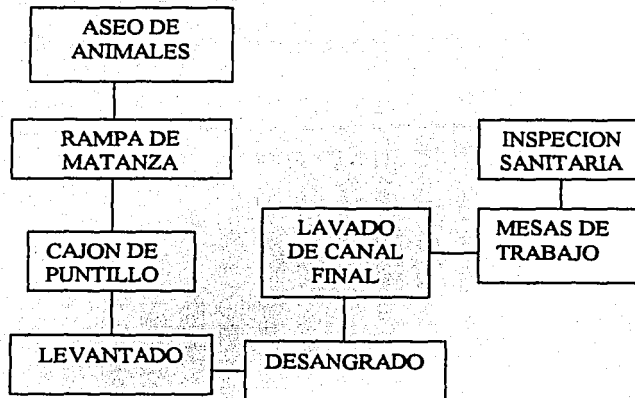 ASEO DE
ANIMALES
RAMPA DE
MATANZA
CAJON DE
PUNTILLO
LEVANTADO
DESANGRADO
LAVADO
DE CANAL
FINAL
MESAS DE
TRABAJO
INSPECION
SANITARIA